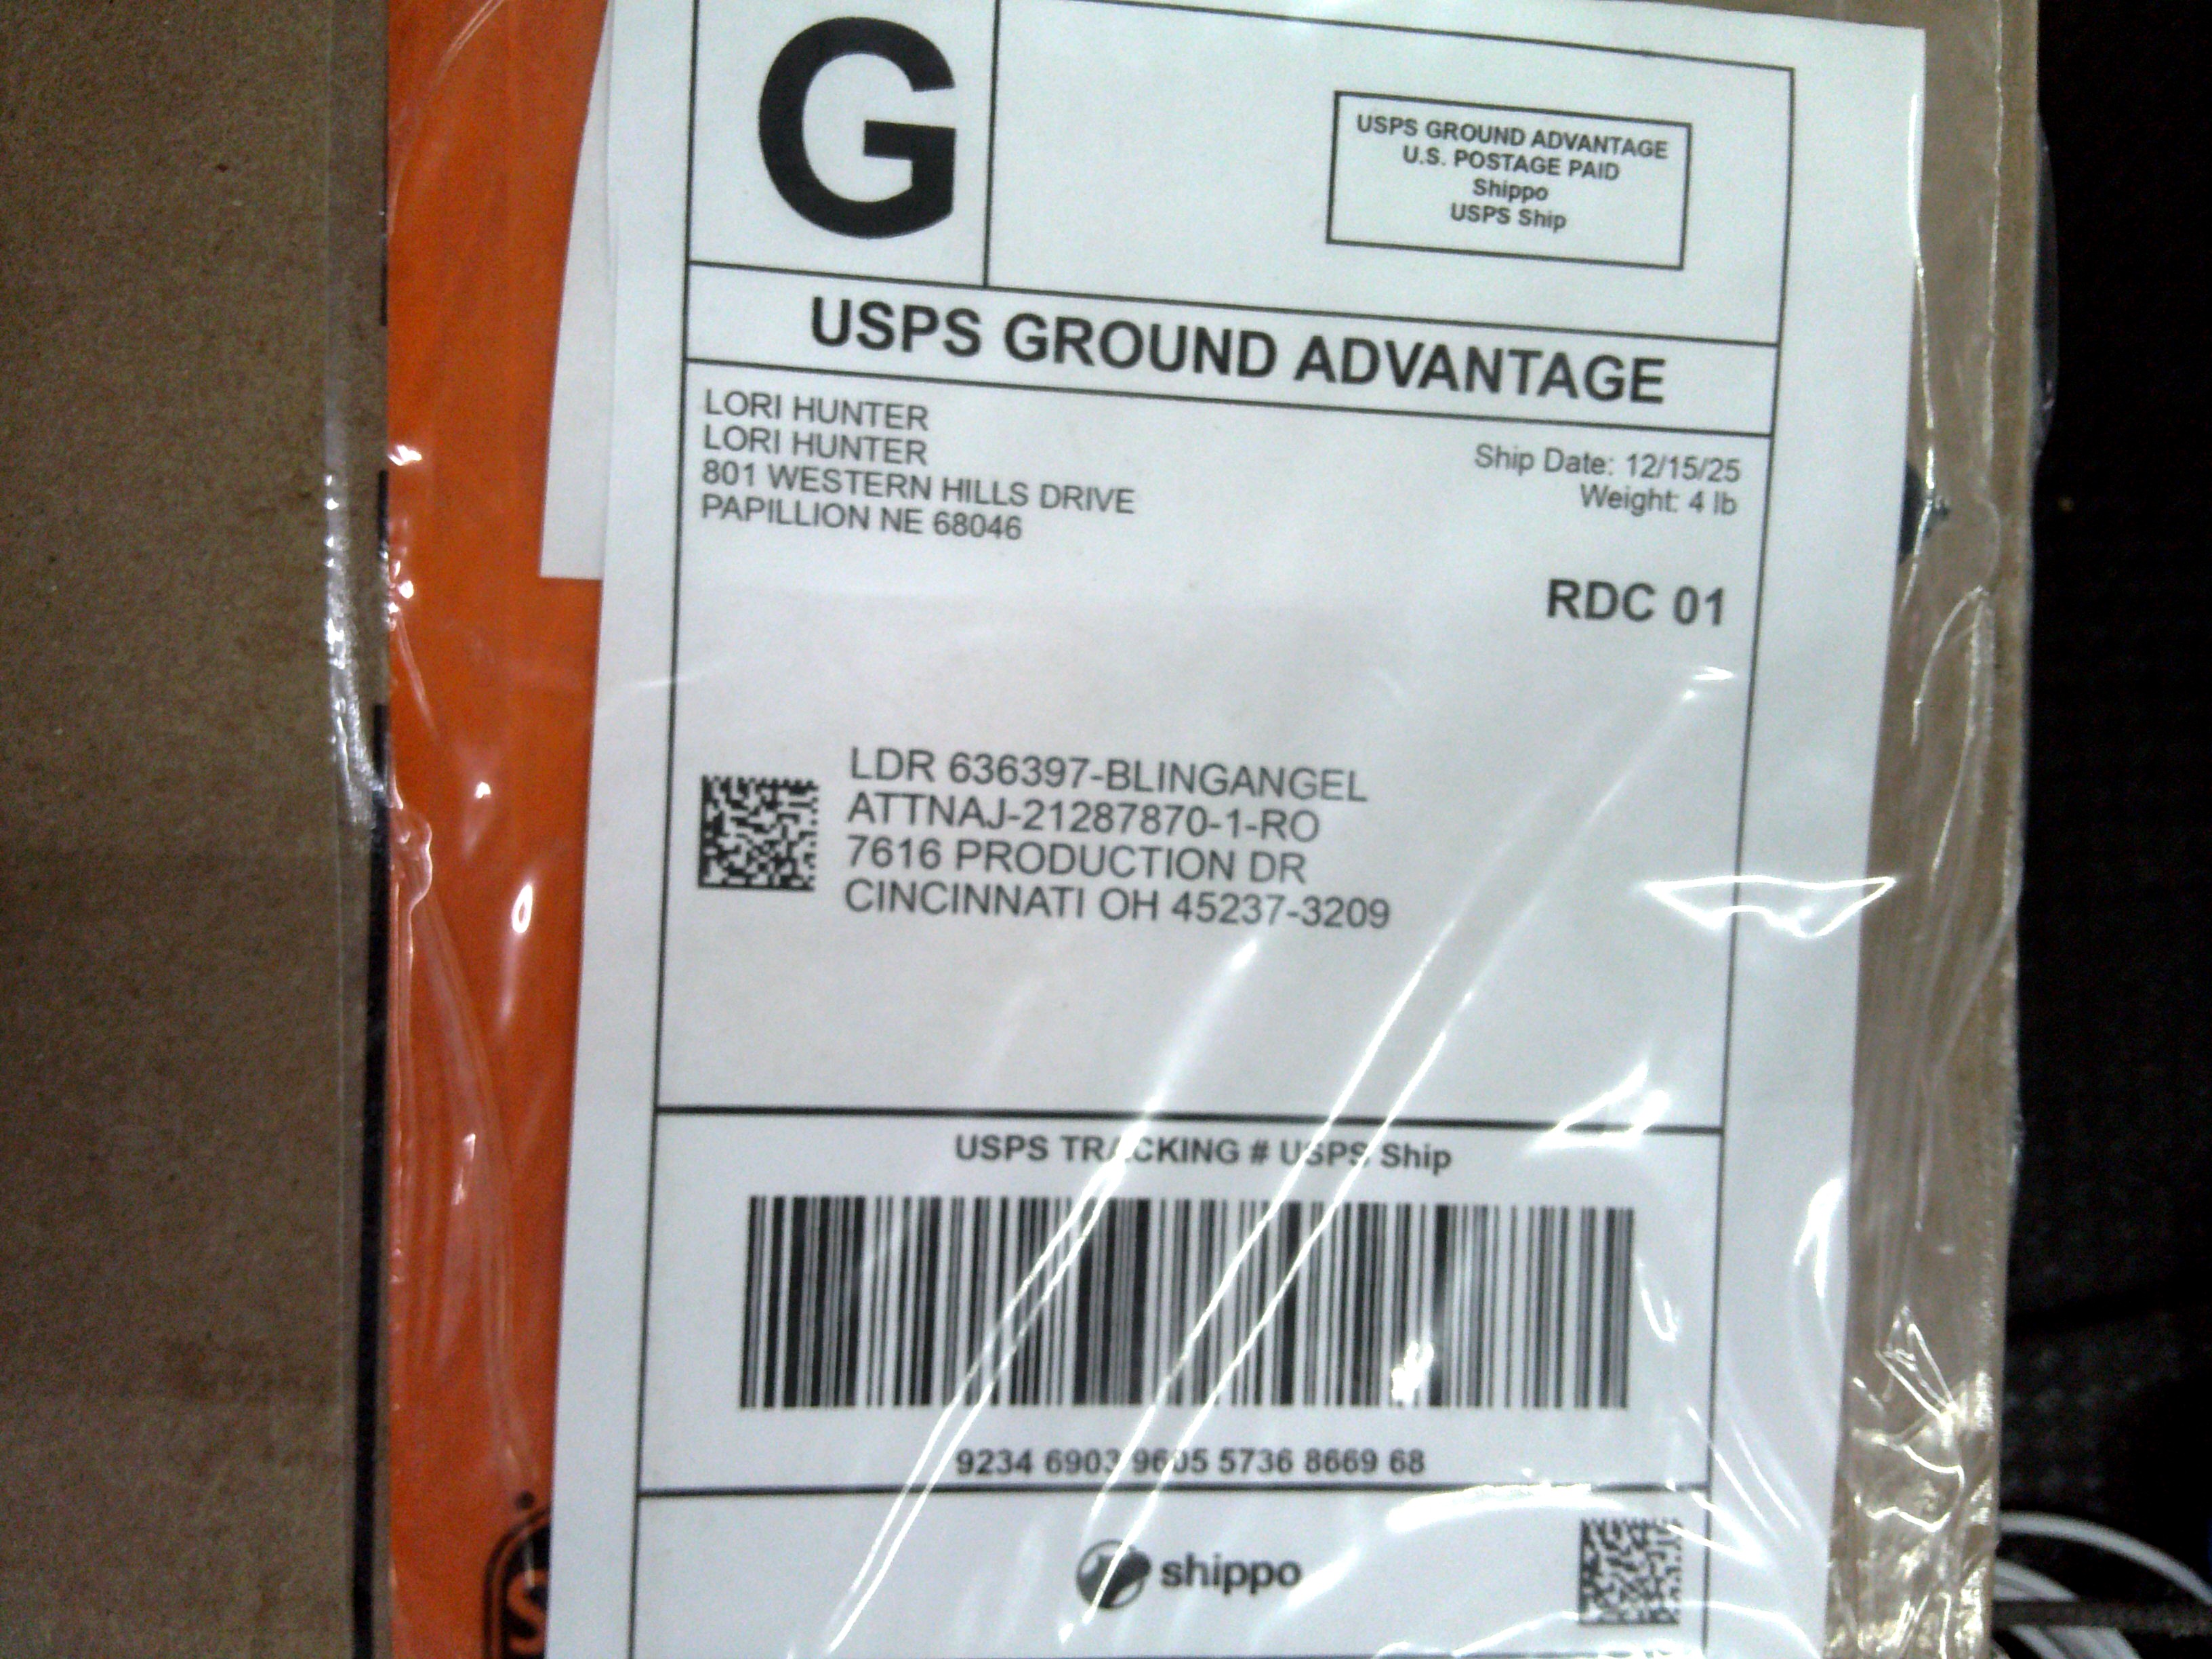 G
USPS GROUND ADVANTAGE
U.S. POSTAGE PAID
Shippo
USPS Ship
USPS GROUND ADVANTAGE
LORI HUNTER
LORI HUNTER
801 WESTERN HILLS DRIVE
PAPILLION NE 68046
Ship Date: 12/15/25
Weight: 4 lb
RDC 01
LDR 636397-BLINGANGEL
ATTNAJ-21287870-1-RO
7616 PRODUCTION DR
CINCINNATI OH 45237-3209
USPS TRACKING # USPS Ship
9234 6903 9605 5736 8669 68
shippo